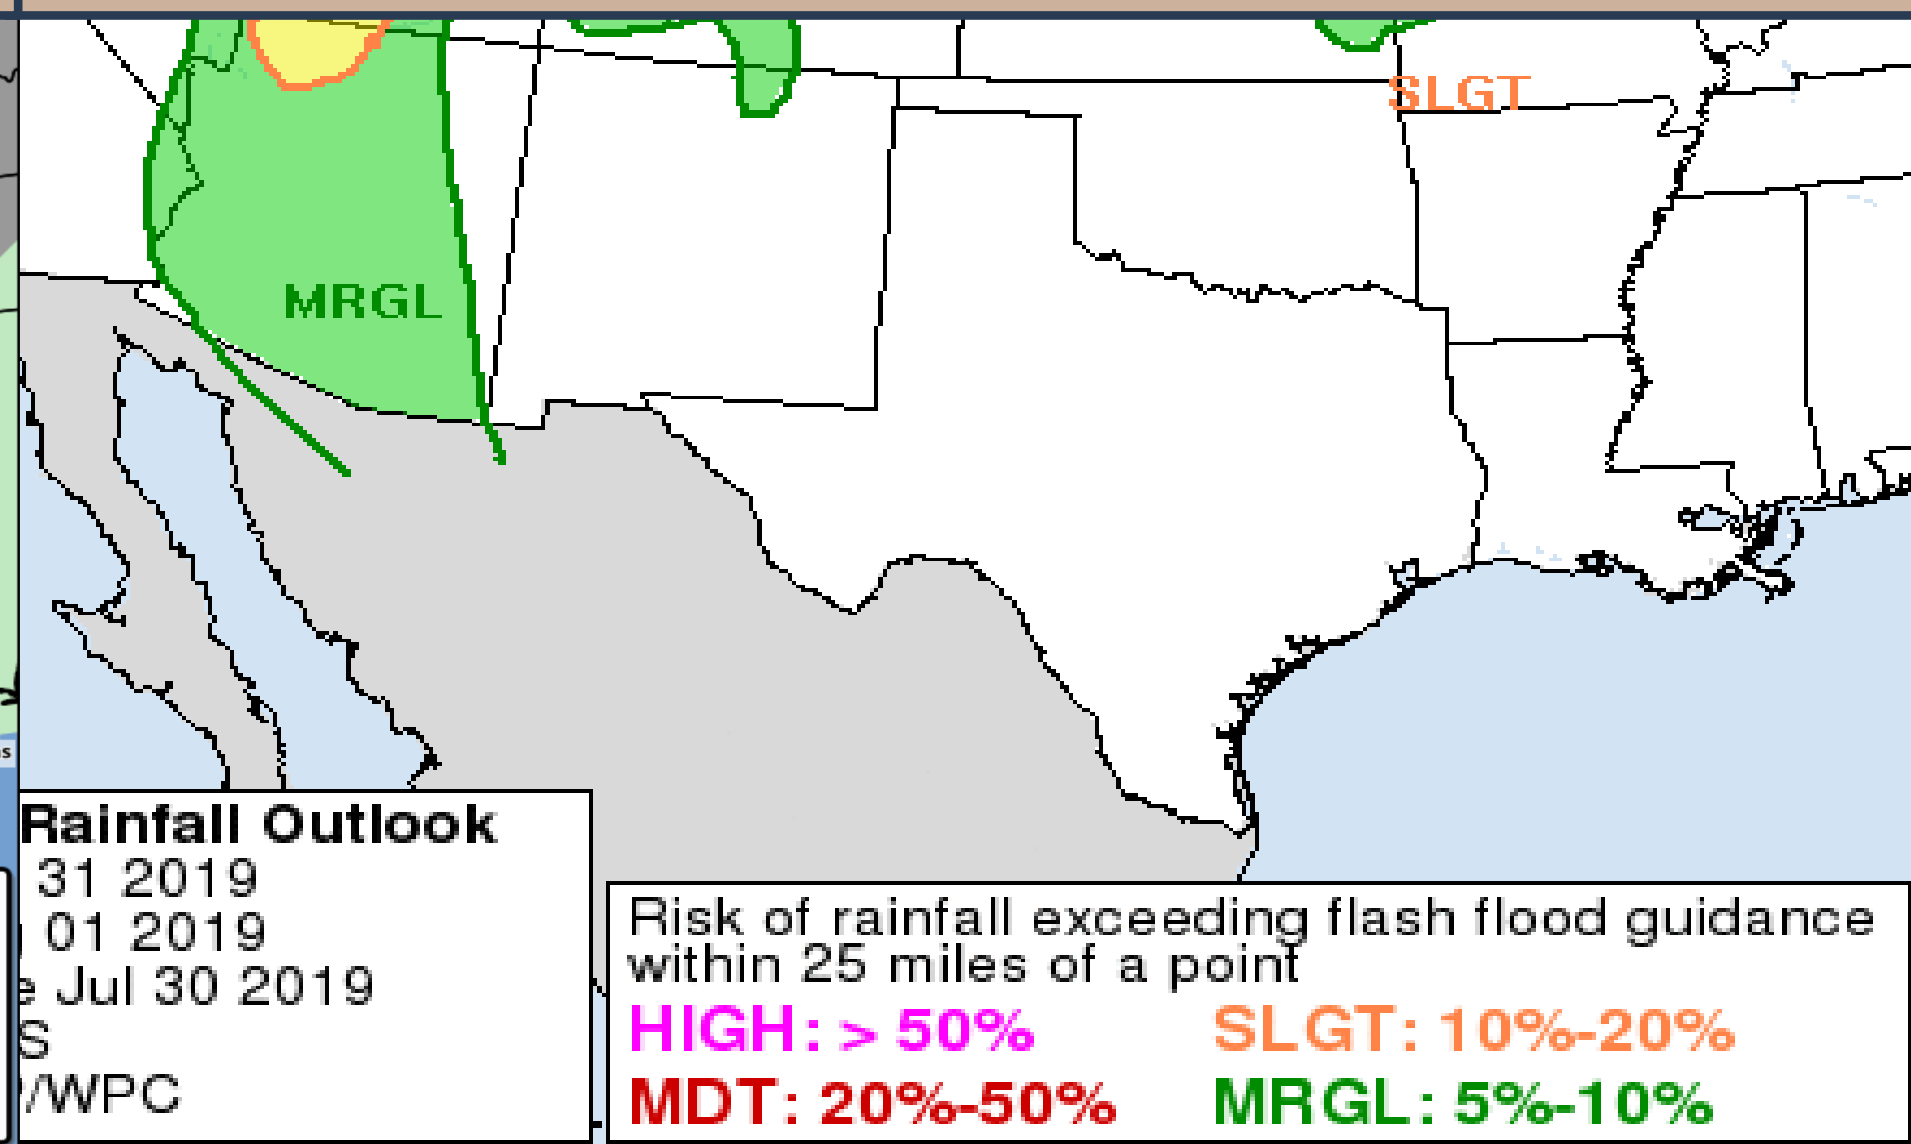 SLGT
MRGL
Rainfall Outlook
31 2019
01 2019
Jul 30 2019
S
/WPC
Risk of rainfall exceeding flash flood guidance
within 25 miles of a point
HIGH: > 50%
SLGT: 10%-20%
MDT: 20%-50%
MRGL: 5%-10%